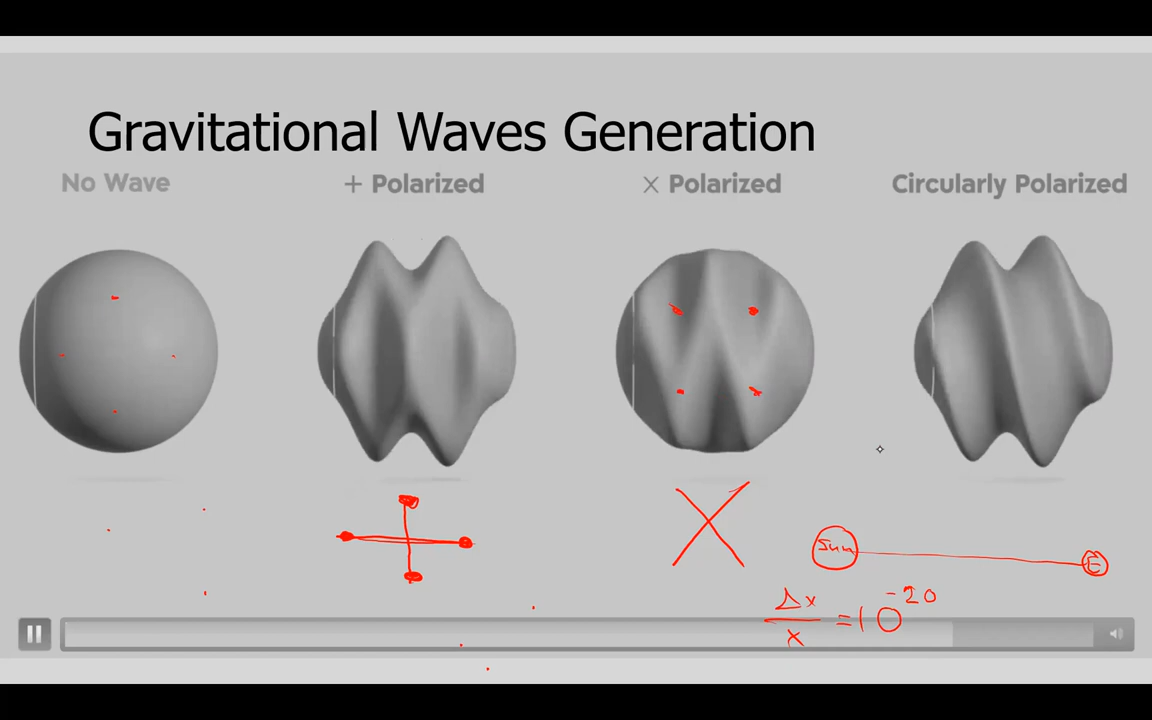 Gravitational Waves Generation
No Wave
+ Polarized
× Polarized
Circularly Polarized
Sun
E
Δx
x
=10
-20